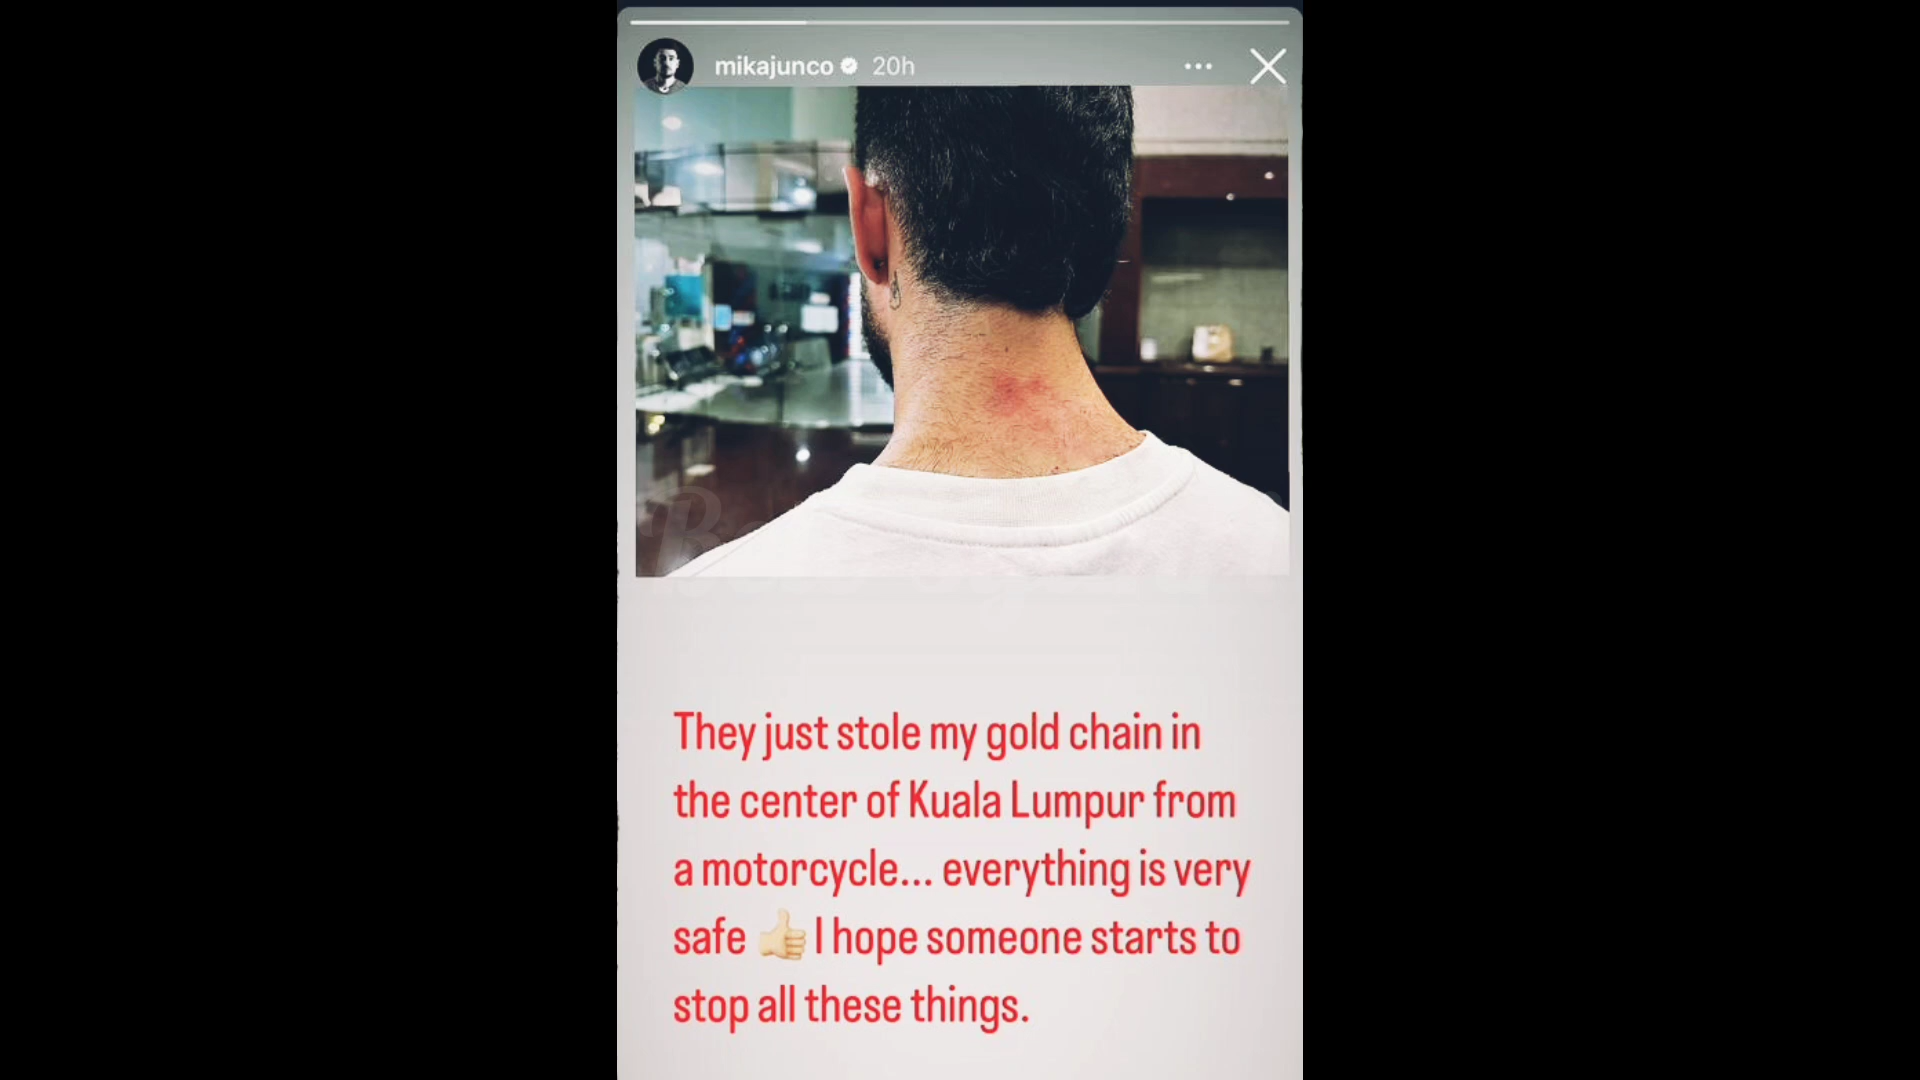 mikajunco 20h
They just stole my gold chain in
the center of Kuala Lumpur from
a motorcycle... everything is very
safe 👍🏼 I hope someone starts to
stop all these things.